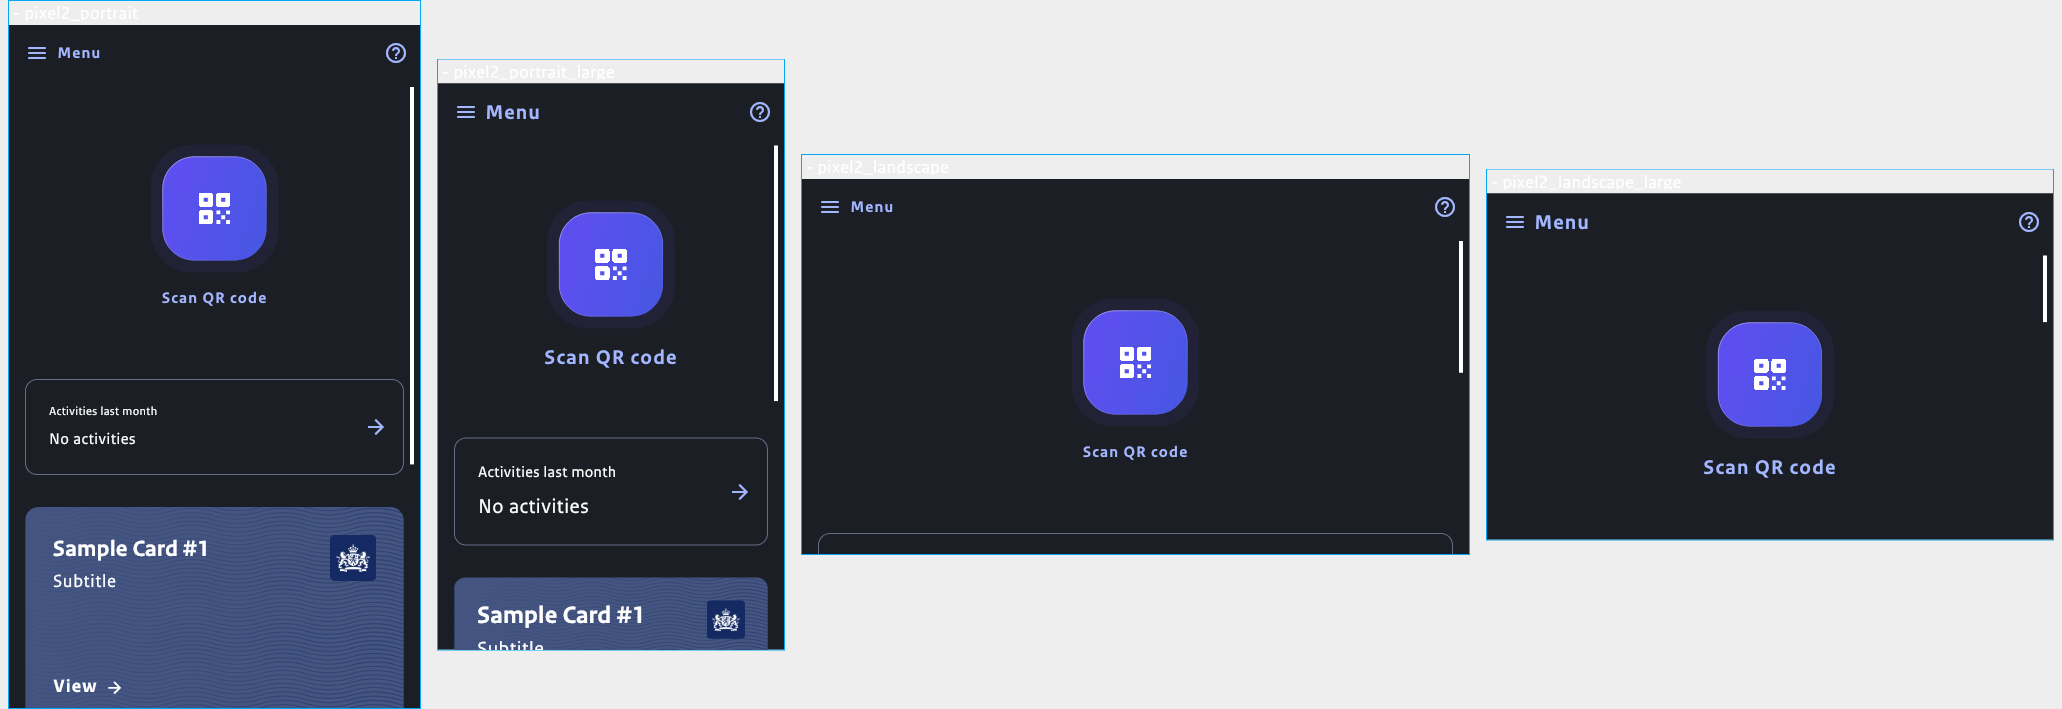 - pixel2_portrait
Menu
Scan QR code
Activities last month
No activities
Sample Card #1
Subtitle
View
- pixel2_portrait_large
Menu
Scan QR code
Activities last month
No activities
Sample Card #1
Subtitle
- pixel2_landscape
Menu
Scan QR code
- pixel2_landscape_large
Menu
Scan QR code